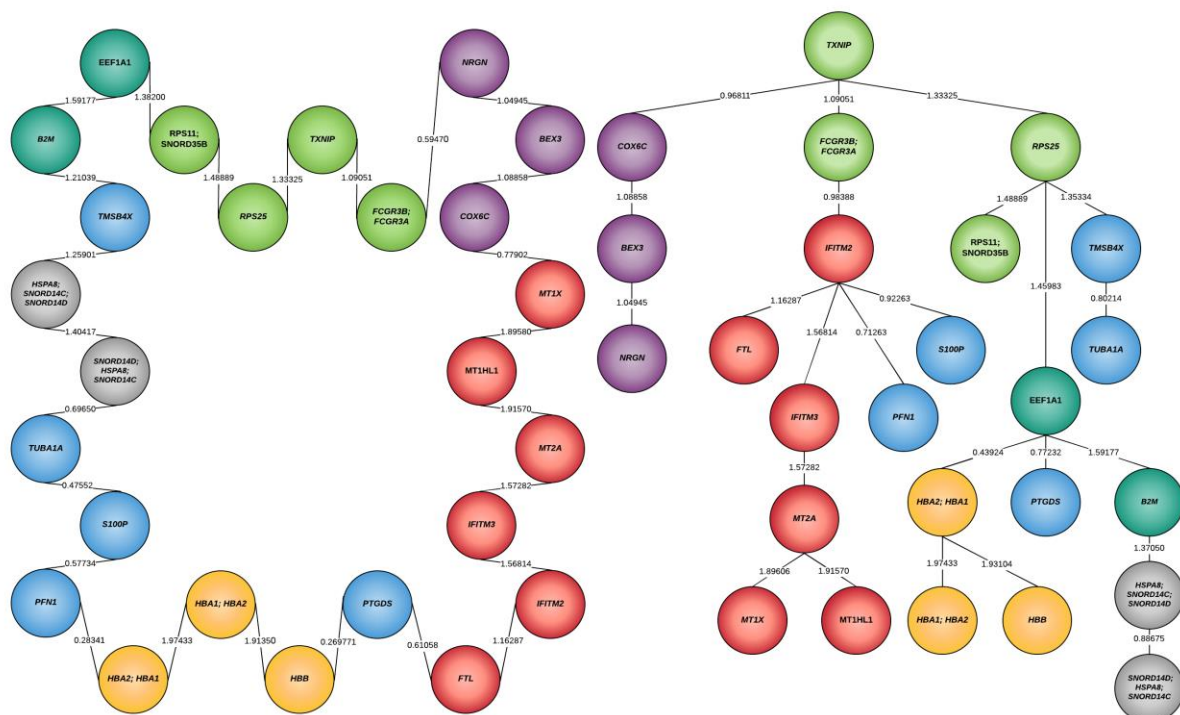 EEF1A1
1.59177
1.38200
B2M
RPS11;
SNORD35B
TXNIP
NRGN
1.04945
BEX3
1.21039
1.48889
1.33325
1.09051
0.59470
1.08858
TMSB4X
RPS25
FCGR3B;
FCGR3A
COX6C
1.25901
0.77902
HSPA8;
SNORD14C;
SNORD14D
MT1X
1.40417
1.89580
SNORD14D;
HSPA8;
SNORD14C
MT1HL1
0.69650
1.91570
TUBA1A
MT2A
0.47552
1.57282
S100P
IFITM3
0.57734
1.56814
PFN1
HBA1; HBA2
PTGDS
IFITM2
0.28341
1.97433
1.91350
0.269771
0.61058
1.16287
HBA2; HBA1
HBB
FTL
TXNIP
0.96811
1.09051
1.33325
COX6C
FCGR3B;
FCGR3A
RPS25
1.08858
0.98388
1.48889
1.35334
BEX3
IFITM2
RPS11;
SNORD35B
TMSB4X
1.04945
1.16287
1.56814
0.71263
0.92263
1.45983
0.80214
NRGN
FTL
S100P
TUBA1A
IFITM3
PFN1
EEF1A1
1.57282
0.43924
0.77232
1.59177
MT2A
HBA2; HBA1
PTGDS
B2M
1.89606
1.91570
1.97433
1.93104
1.37050
MT1X
MT1HL1
HBA1; HBA2
HBB
HSPA8;
SNORD14C;
SNORD14D
0.88675
SNORD14D;
HSPA8;
SNORD14C